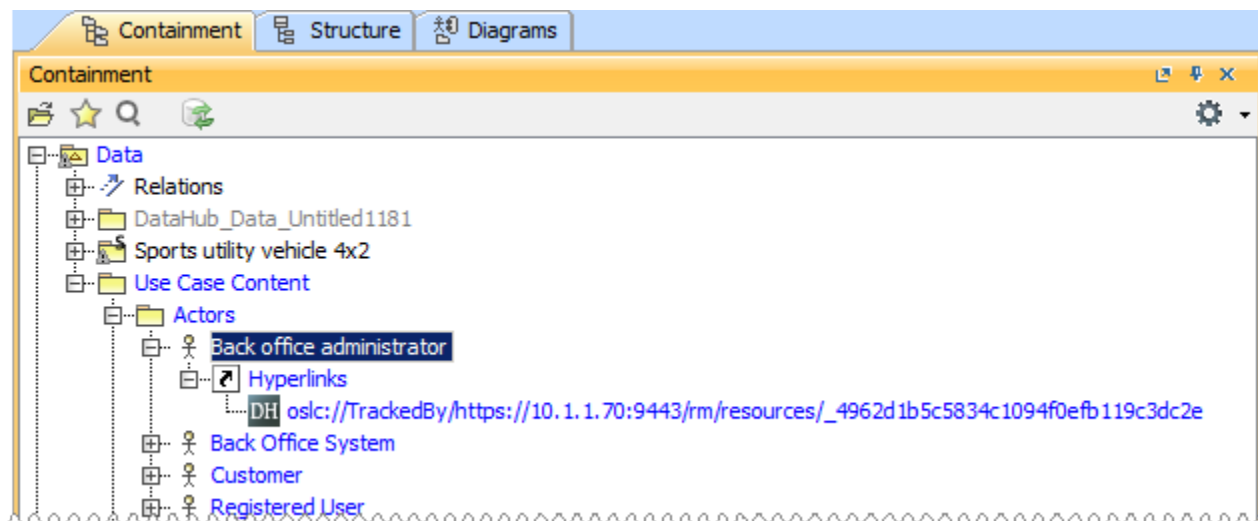 Containment Structure Diagrams
Containment
Data
Relations
DataHub_Data_Untitled1181
Sports utility vehicle 4x2
Use Case Content
Actors
Back office administrator
Hyperlinks
DH oslc://TrackedBy/https://10.1.1.70:9443/rm/resources/_4962d1b5c5834c1094f0efb119c3dc2e
Back Office System
Customer
Registered User